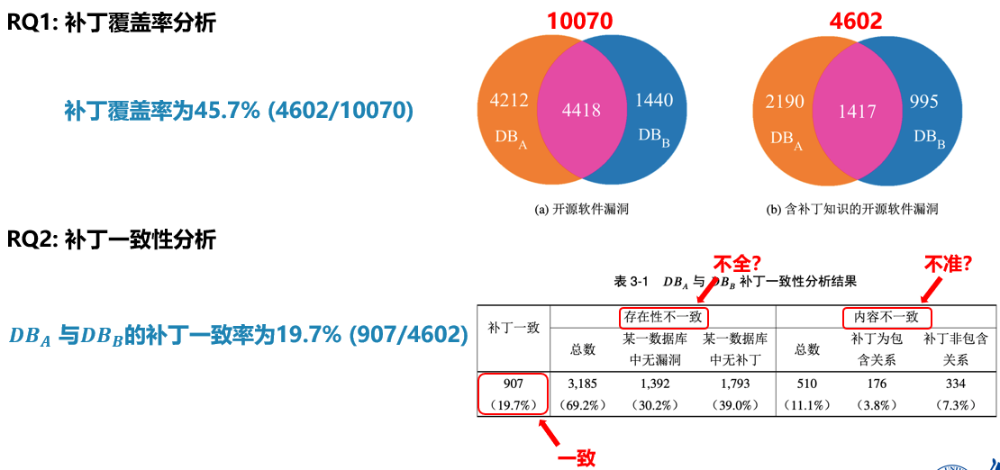 RQ1: 补丁覆盖率分析
补丁覆盖率为45.7% (4602/10070)
10070
4212
4418
1440
DB_A
DB_B
(a) 开源软件漏洞
4602
2190
1417
995
DB_A
DB_B
(b) 含补丁知识的开源软件漏洞
RQ2: 补丁一致性分析
DB_A 与DB_B的补丁一致率为19.7% (907/4602)
不全?
不准?
表 3-1 DB_A 与 DB_B 补丁一致性分析结果
补丁一致
存在性不一致
内容不一致
总数
某一数据库
中无漏洞
某一数据库
中无补丁
总数
补丁为包
含关系
补丁非包含
关系
907 3,185 1,392 1,793 510 176 334
（19.7%） （69.2%） （30.2%） （39.0%） （11.1%） （3.8%） （7.3%）
一致